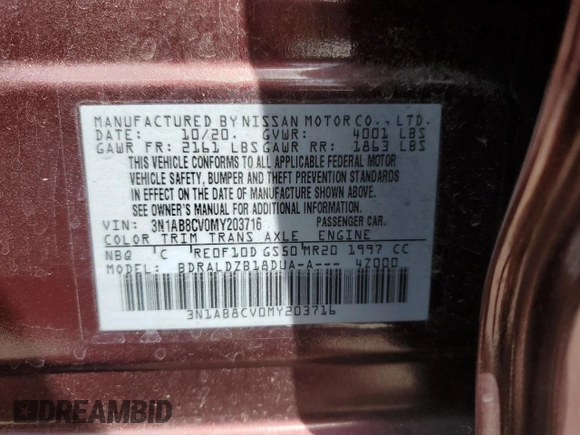 MANUFACTURED BY NISSAN MOTOR CO., LTD.
DATE: 10/20. GVWR: 4001 LBS
GAWR FR: 2161 LBS GAWR RR: 1863 LBS
THIS VEHICLE CONFORMS TO ALL APPLICABLE FEDERAL MOTOR
VEHICLE SAFETY, BUMPER AND THEFT PREVENTION STANDARDS
IN EFFECT ON THE DATE OF MANUFACTURE SHOWN ABOVE.
SEE OWNER'S MANUAL FOR ADDITIONAL INFORMATION.
VIN: 3N1AB8CV0MY203716 PASSENGER CAR.
COLOR TRIM TRANS AXLE ENGINE
NBQ C RE0F10D GS50 MR20 1997 CC
MODEL: BDRALDZB18DUA-A--- 4Z000
3N1AB8CV0MY203716
DREAMBID